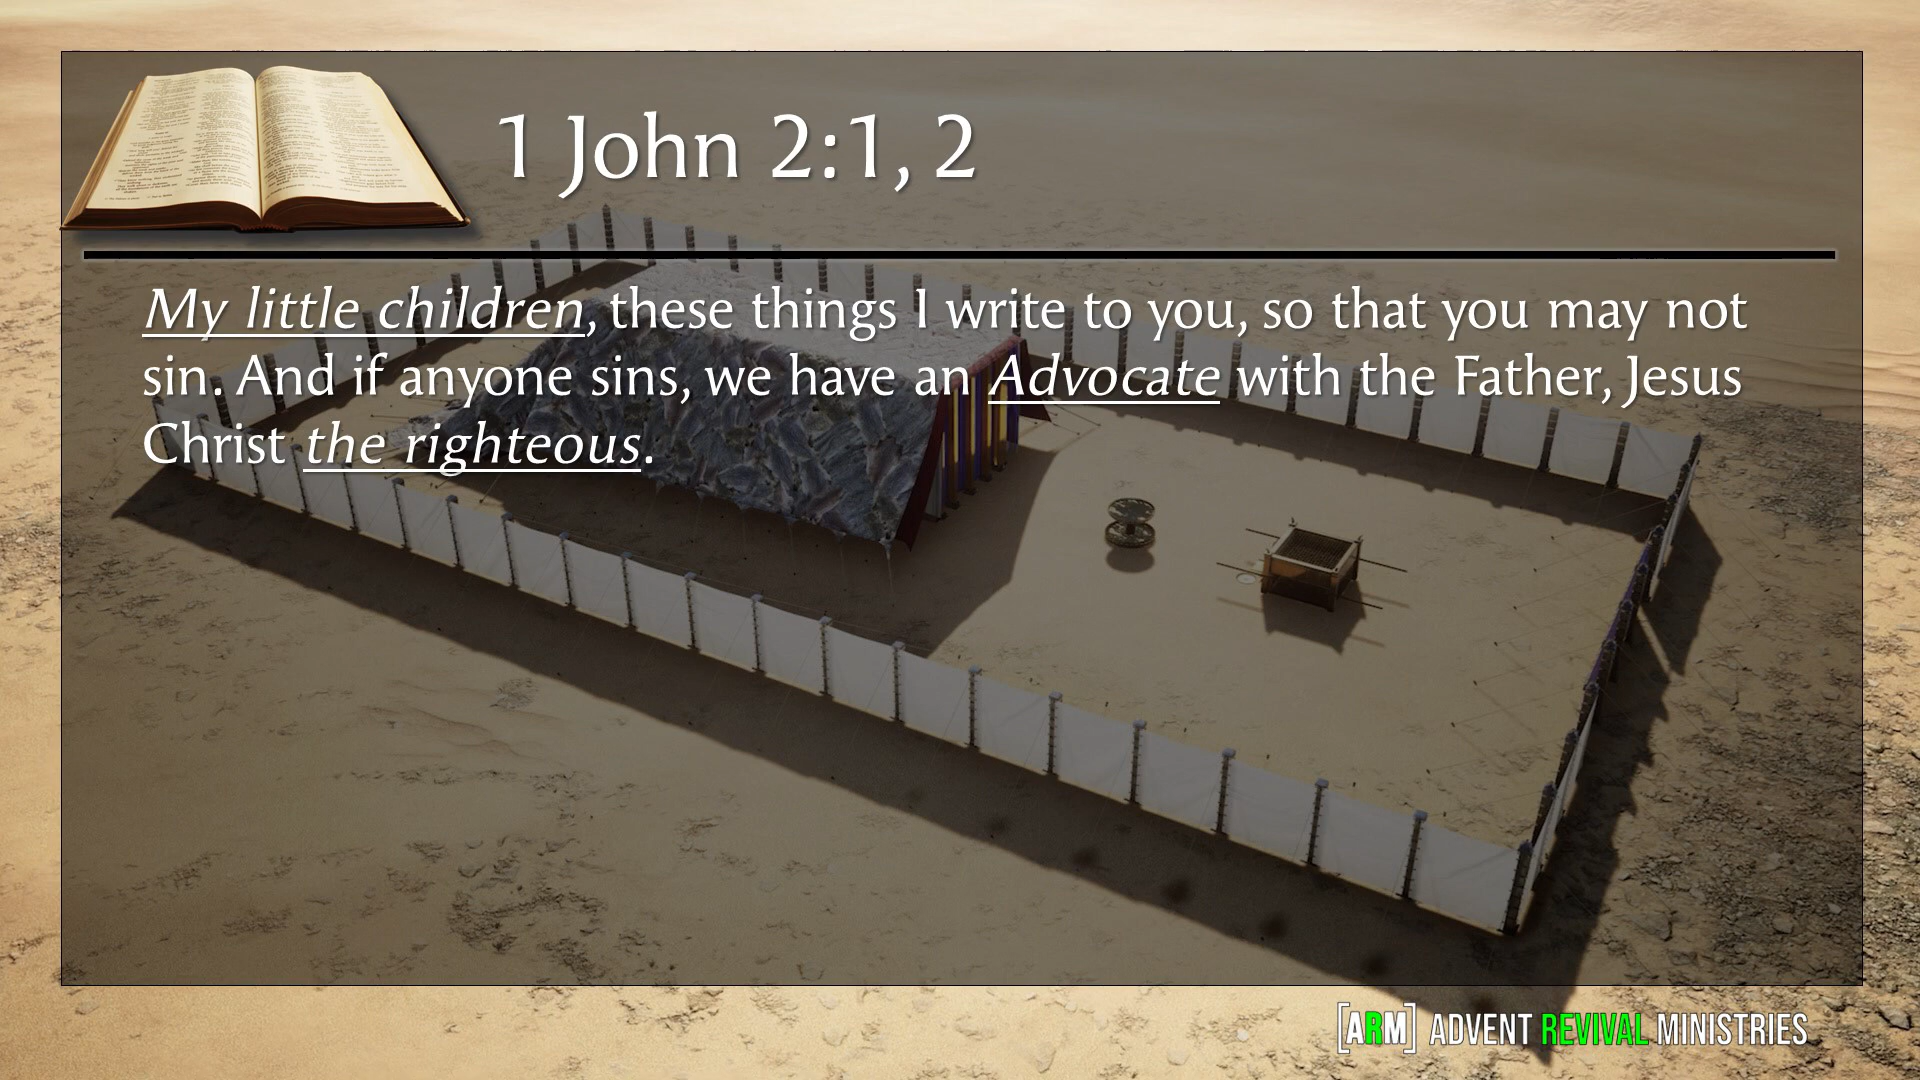 1 John 2:1, 2
My little children, these things I write to you, so that you may not
sin. And if anyone sins, we have an Advocate with the Father, Jesus
Christ the righteous.
[ARM] ADVENT REVIVAL MINISTRIES